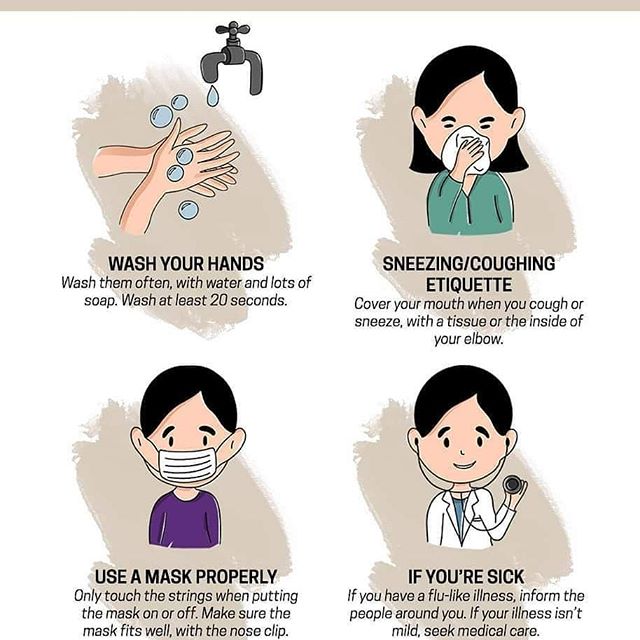 WASH YOUR HANDS
Wash them often, with water and lots of
soap. Wash at least 20 seconds.
SNEEZING/COUGHING
ETIQUETTE
Cover your mouth when you cough or
sneeze, with a tissue or the inside of
your elbow.
USE A MASK PROPERLY
Only touch the strings when putting
the mask on or off. Make sure the
mask fits well, with the nose clip.
IF YOU'RE SICK
If you have a flu-like illness, inform the
people around you. If your illness isn't
mild, seek medical care.